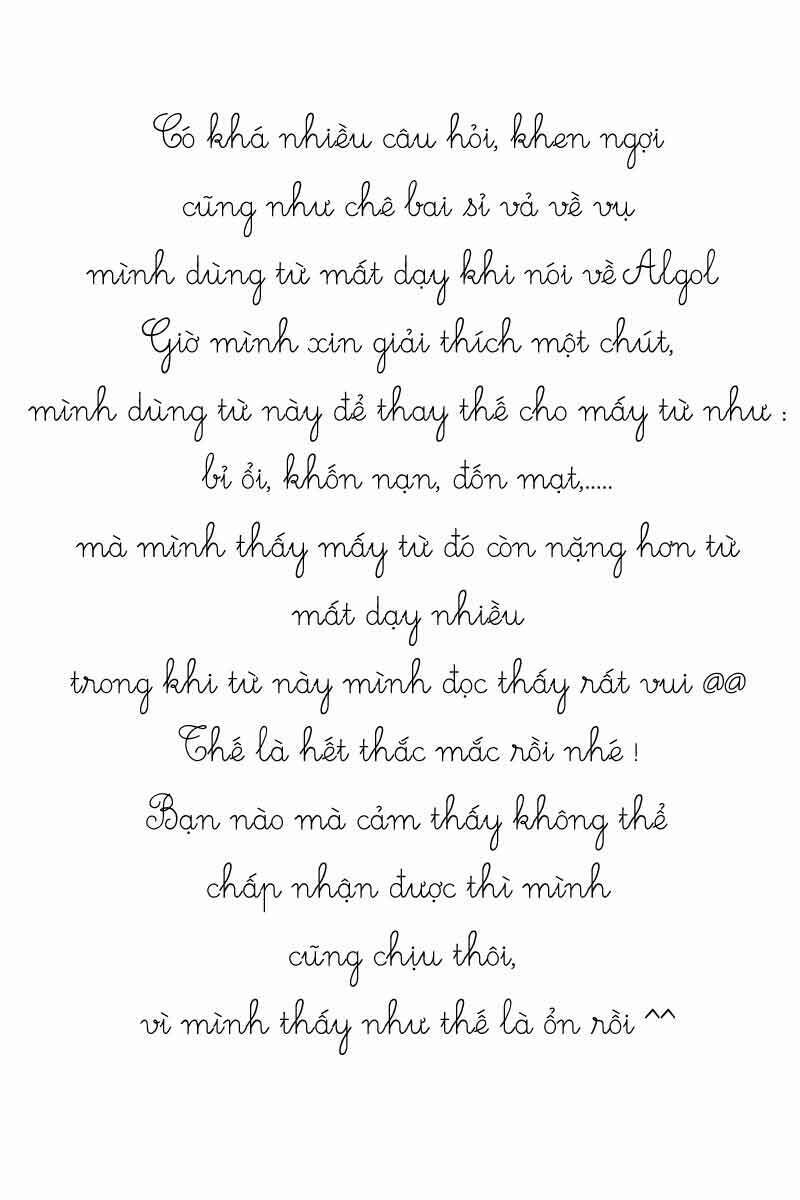 Có khá nhiều câu hỏi, khen ngợi
cũng như chê bai sỉ vả về vụ
mình dùng từ mất dạy khi nói về Algol
Giờ mình xin giải thích một chút,
mình dùng từ này để thay thế cho mấy từ như :
bỉ ổi, khốn nạn, đốn mạt,.....
mà mình thấy mấy từ đó còn nặng hơn từ
mất dạy nhiều
trong khi từ này mình đọc thấy rất vui @@
Thế là hết thắc mắc rồi nhé !
Bạn nào mà cảm thấy không thể
chấp nhận được thì mình
cũng chịu thôi,
vì mình thấy như thế là ổn rồi ^^